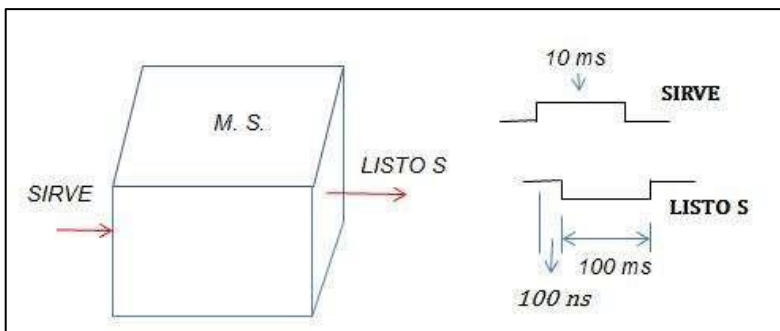 M. S.
SIRVE
LISTO S
10 ms
SIRVE
LISTO S
100 ms
100 ns